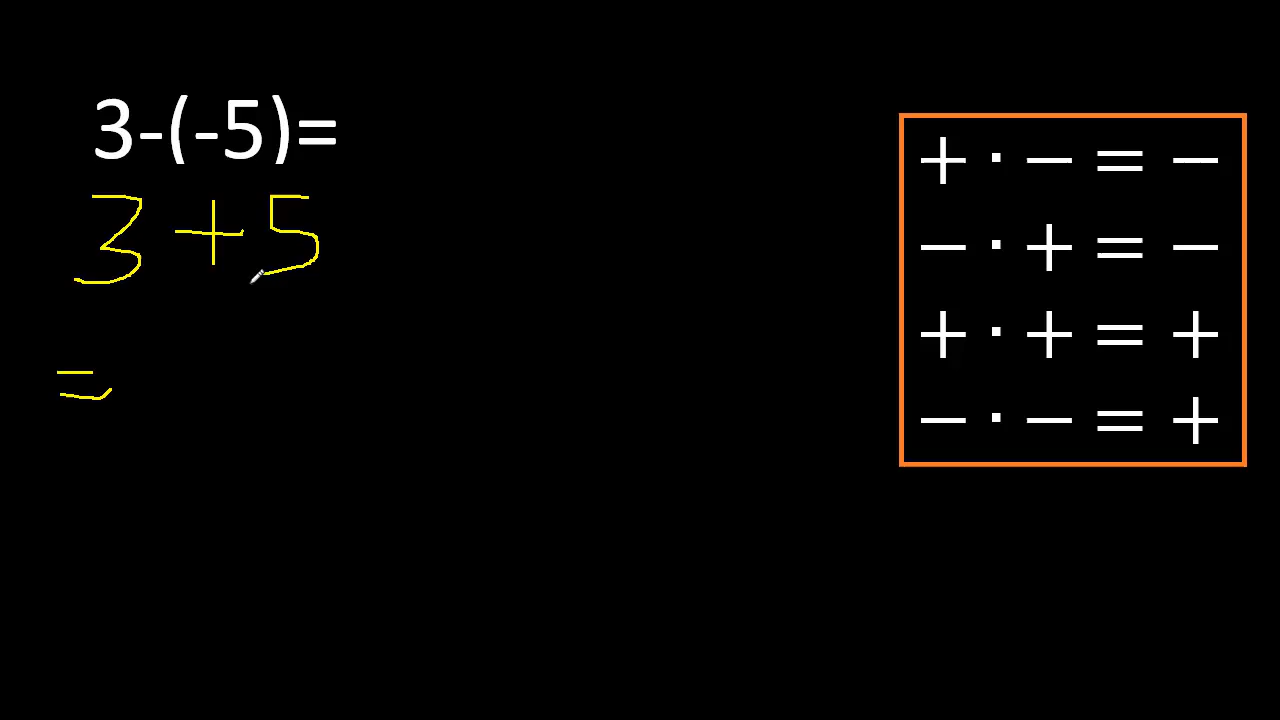 3-(-5)=
3+5
=
+ · − = −
− · + = −
+ · + = +
− · − = +